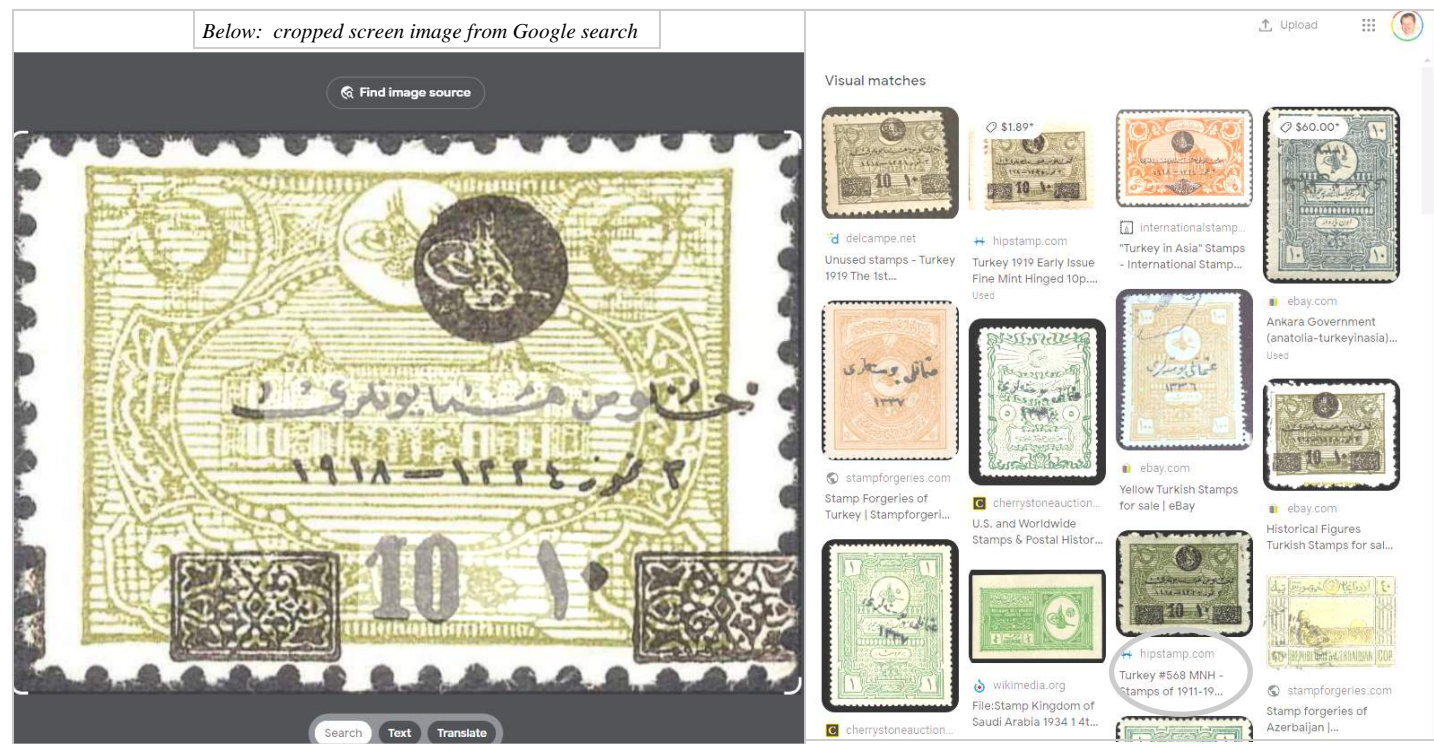 Below: cropped screen image from Google search
Find image source
٣ تموز ١٣٣٤ — ١٩١٨
10 ١٠
Search Text Translate
Upload
Visual matches
delcampe.net
Unused stamps - Turkey
1919 The 1st...
$1.89*
hipstamp.com
Turkey 1919 Early Issue
Fine Mint Hinged 10p....
Used
internationalstamp...
"Turkey in Asia" Stamps
- International Stamp...
$60.00*
ebay.com
Ankara Government
(anatolia-turkeyinasia)...
Used
stampforgeries.com
Stamp Forgeries of
Turkey | Stampforgeri...
cherrystoneauction...
U.S. and Worldwide
Stamps & Postal Histor...
ebay.com
Yellow Turkish Stamps
for sale | eBay
ebay.com
Historical Figures
Turkish Stamps for sal...
cherrystoneauction...
wikimedia.org
File:Stamp Kingdom of
Saudi Arabia 1934 1 4t...
hipstamp.com
Turkey #568 MNH -
Stamps of 1911-19...
stampforgeries.com
Stamp forgeries of
Azerbaijan |...